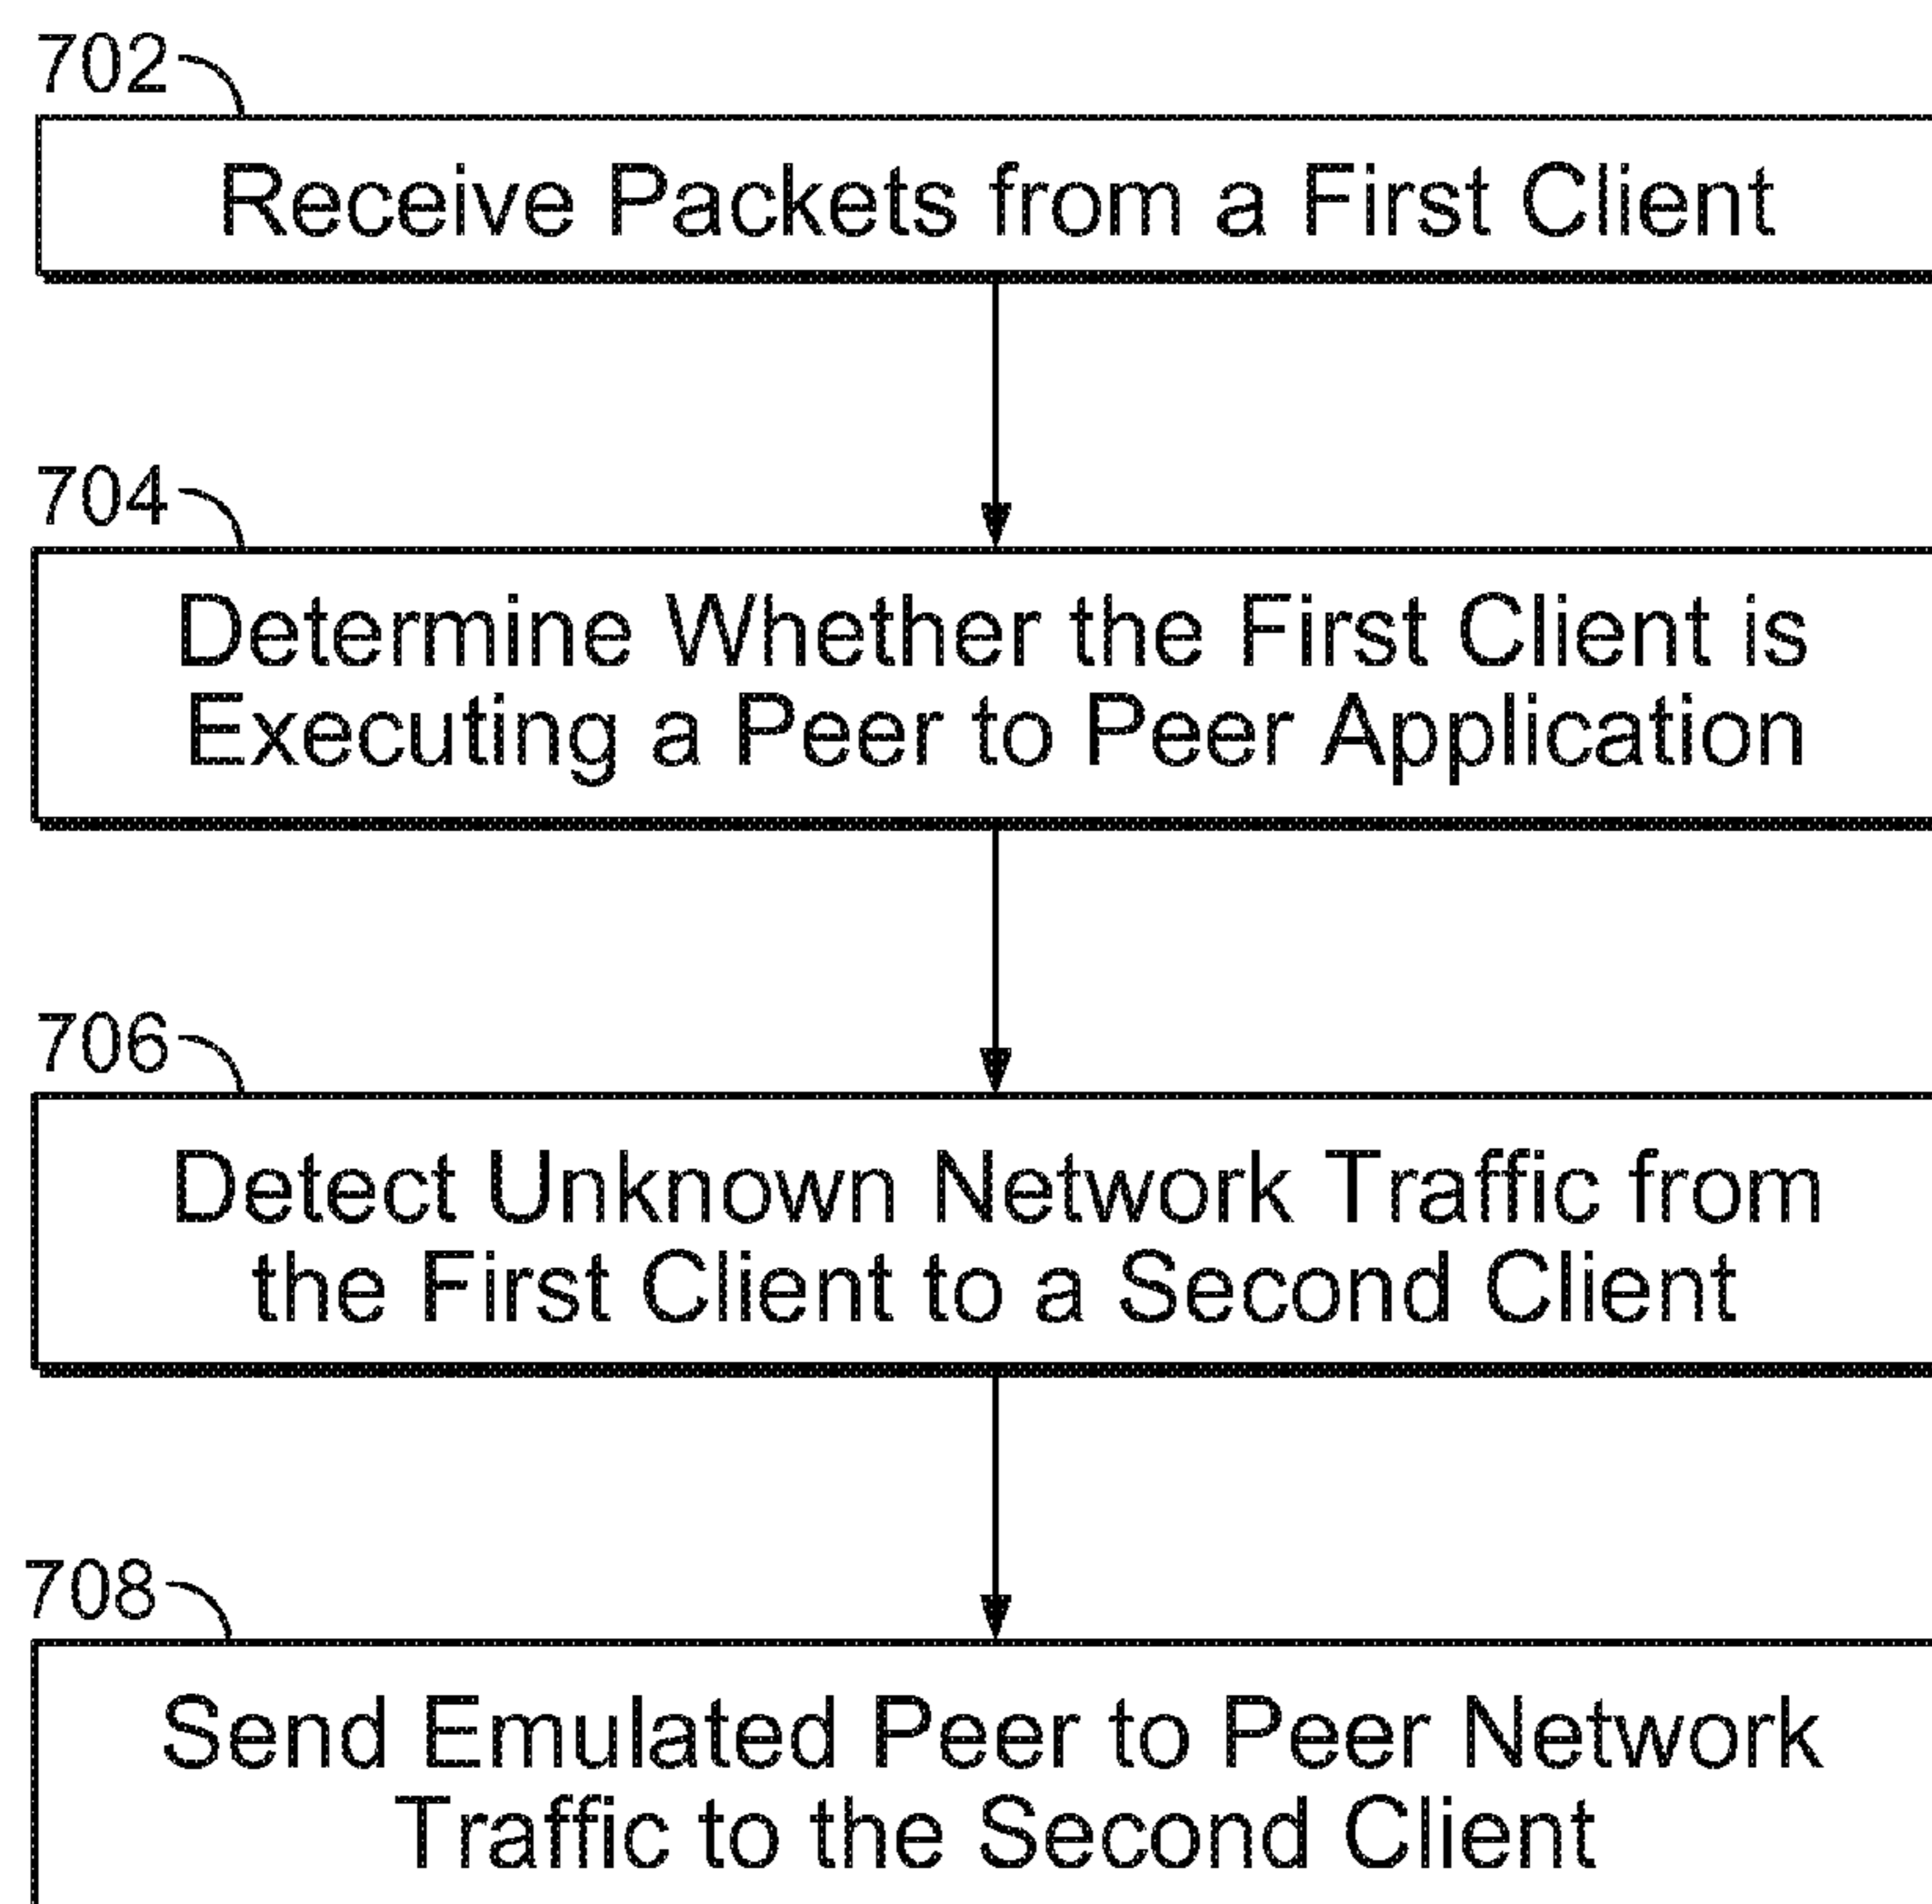 702
Receive Packets from a First Client
704
Determine Whether the First Client is
Executing a Peer to Peer Application
706
Detect Unknown Network Traffic from
the First Client to a Second Client
708
Send Emulated Peer to Peer Network
Traffic to the Second Client